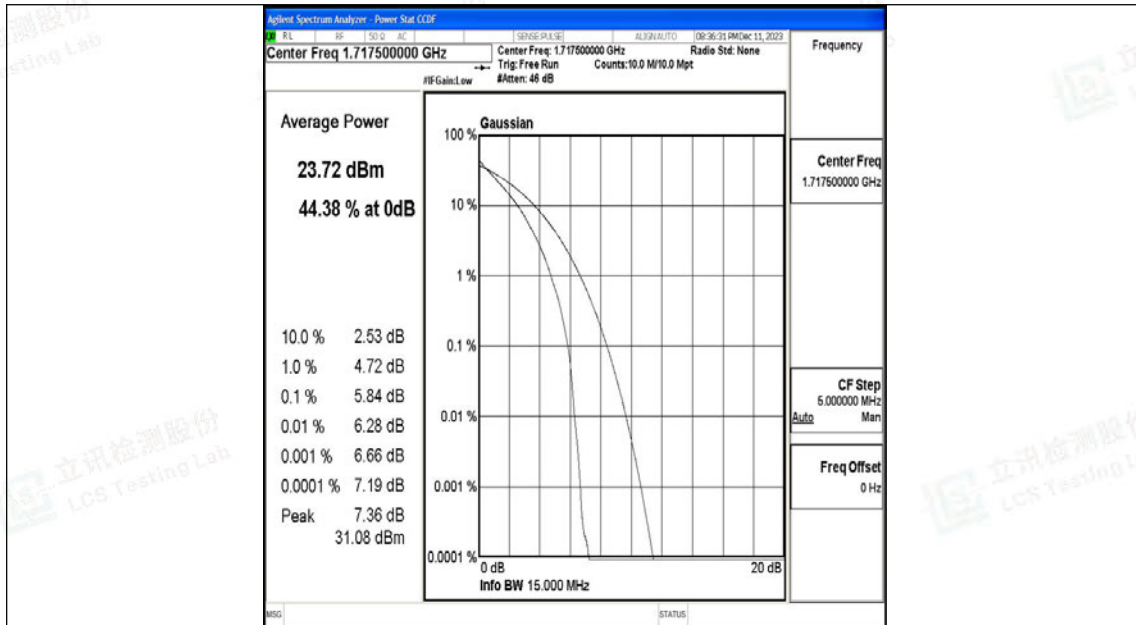 Agilent Spectrum Analyzer - Power Stat CCDF
RL RF 50 Ω AC SENSE:PULSE ALIGNAUTO 08:36:31 PM Dec 11, 2023
Center Freq 1.717500000 GHz
Center Freq: 1.717500000 GHz Radio Std: None
Trig: Free Run Counts:10.0 M/10.0 Mpt
#IFGain:Low #Atten: 46 dB
Frequency
Average Power
23.72 dBm
44.38 % at 0dB
10.0 % 2.53 dB
1.0 % 4.72 dB
0.1 % 5.84 dB
0.01 % 6.28 dB
0.001 % 6.66 dB
0.0001 % 7.19 dB
Peak 7.36 dB
31.08 dBm
Gaussian
100 %
10 %
1 %
0.1 %
0.01 %
0.001 %
0.0001 %
0 dB 20 dB
Info BW 15.000 MHz
Center Freq
1.717500000 GHz
CF Step
5.000000 MHz
Auto Man
Freq Offset
0 Hz
MSG STATUS
立讯检测股份
LCS Testing Lab
立讯检测股份